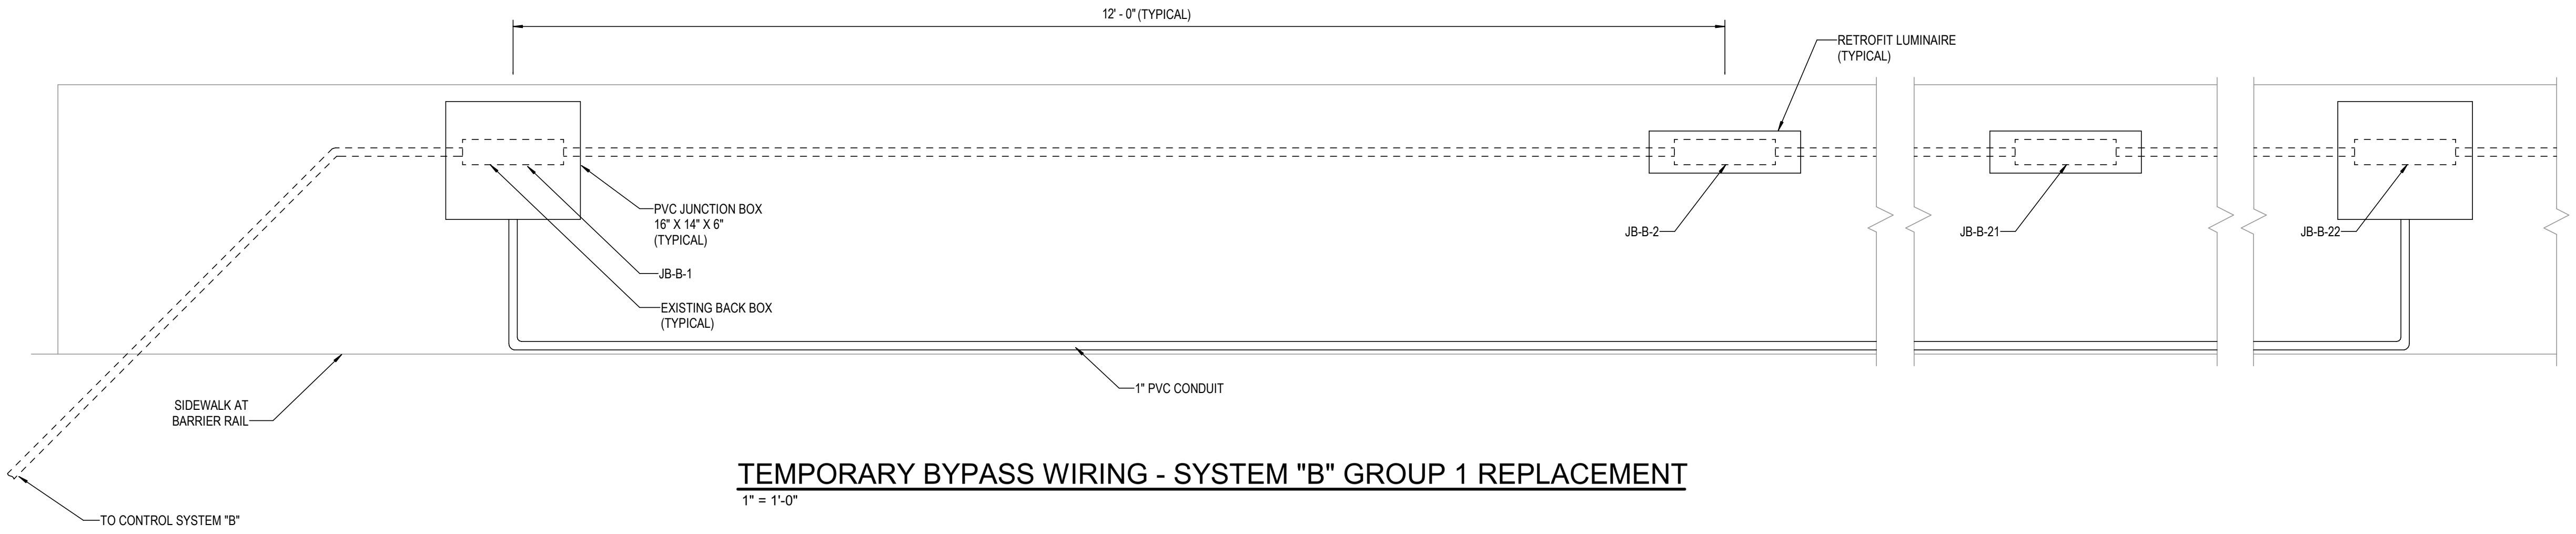 12' - 0" (TYPICAL)
RETROFIT LUMINAIRE
(TYPICAL)
PVC JUNCTION BOX
16" X 14" X 6"
(TYPICAL)
JB-B-1
EXISTING BACK BOX
(TYPICAL)
JB-B-2
JB-B-21
JB-B-22
1" PVC CONDUIT
SIDEWALK AT
BARRIER RAIL
TEMPORARY BYPASS WIRING - SYSTEM "B" GROUP 1 REPLACEMENT
1" = 1'-0"
TO CONTROL SYSTEM "B"